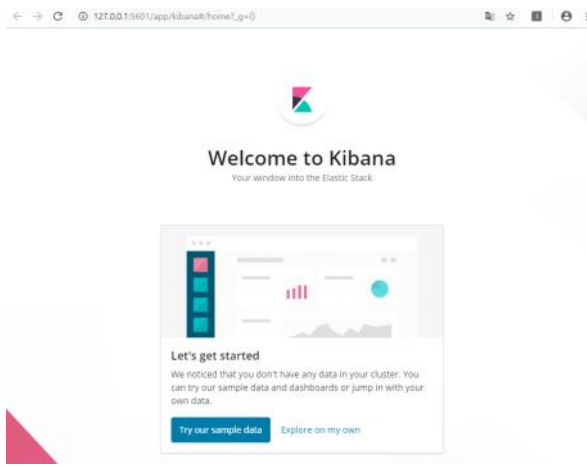 127.0.0.1:5601/app/kibana#/home?_g=()
Welcome to Kibana
Your window into the Elastic Stack
Let's get started
We noticed that you don't have any data in your cluster. You
can try our sample data and dashboards or jump in with your
own data.
Try our sample data Explore on my own